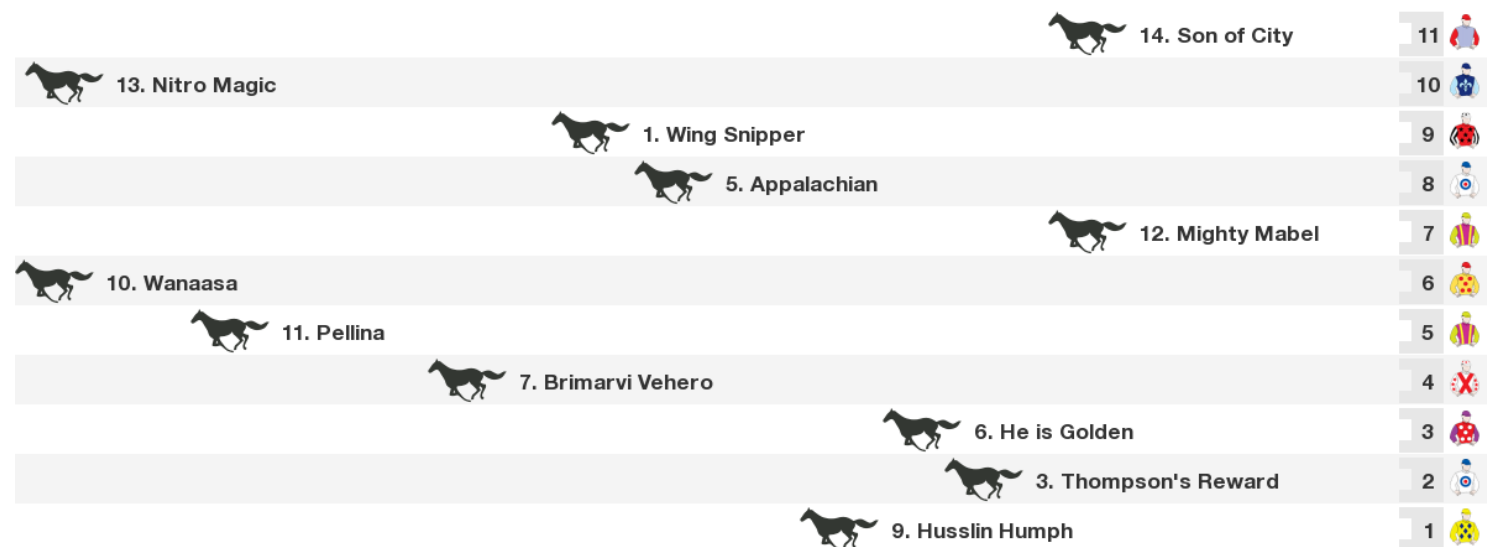 14. Son of City 11
13. Nitro Magic 10
1. Wing Snipper 9
5. Appalachian 8
12. Mighty Mabel 7
10. Wanaasa 6
11. Pellina 5
7. Brimarvi Vehero 4
6. He is Golden 3
3. Thompson's Reward 2
9. Husslin Humph 1